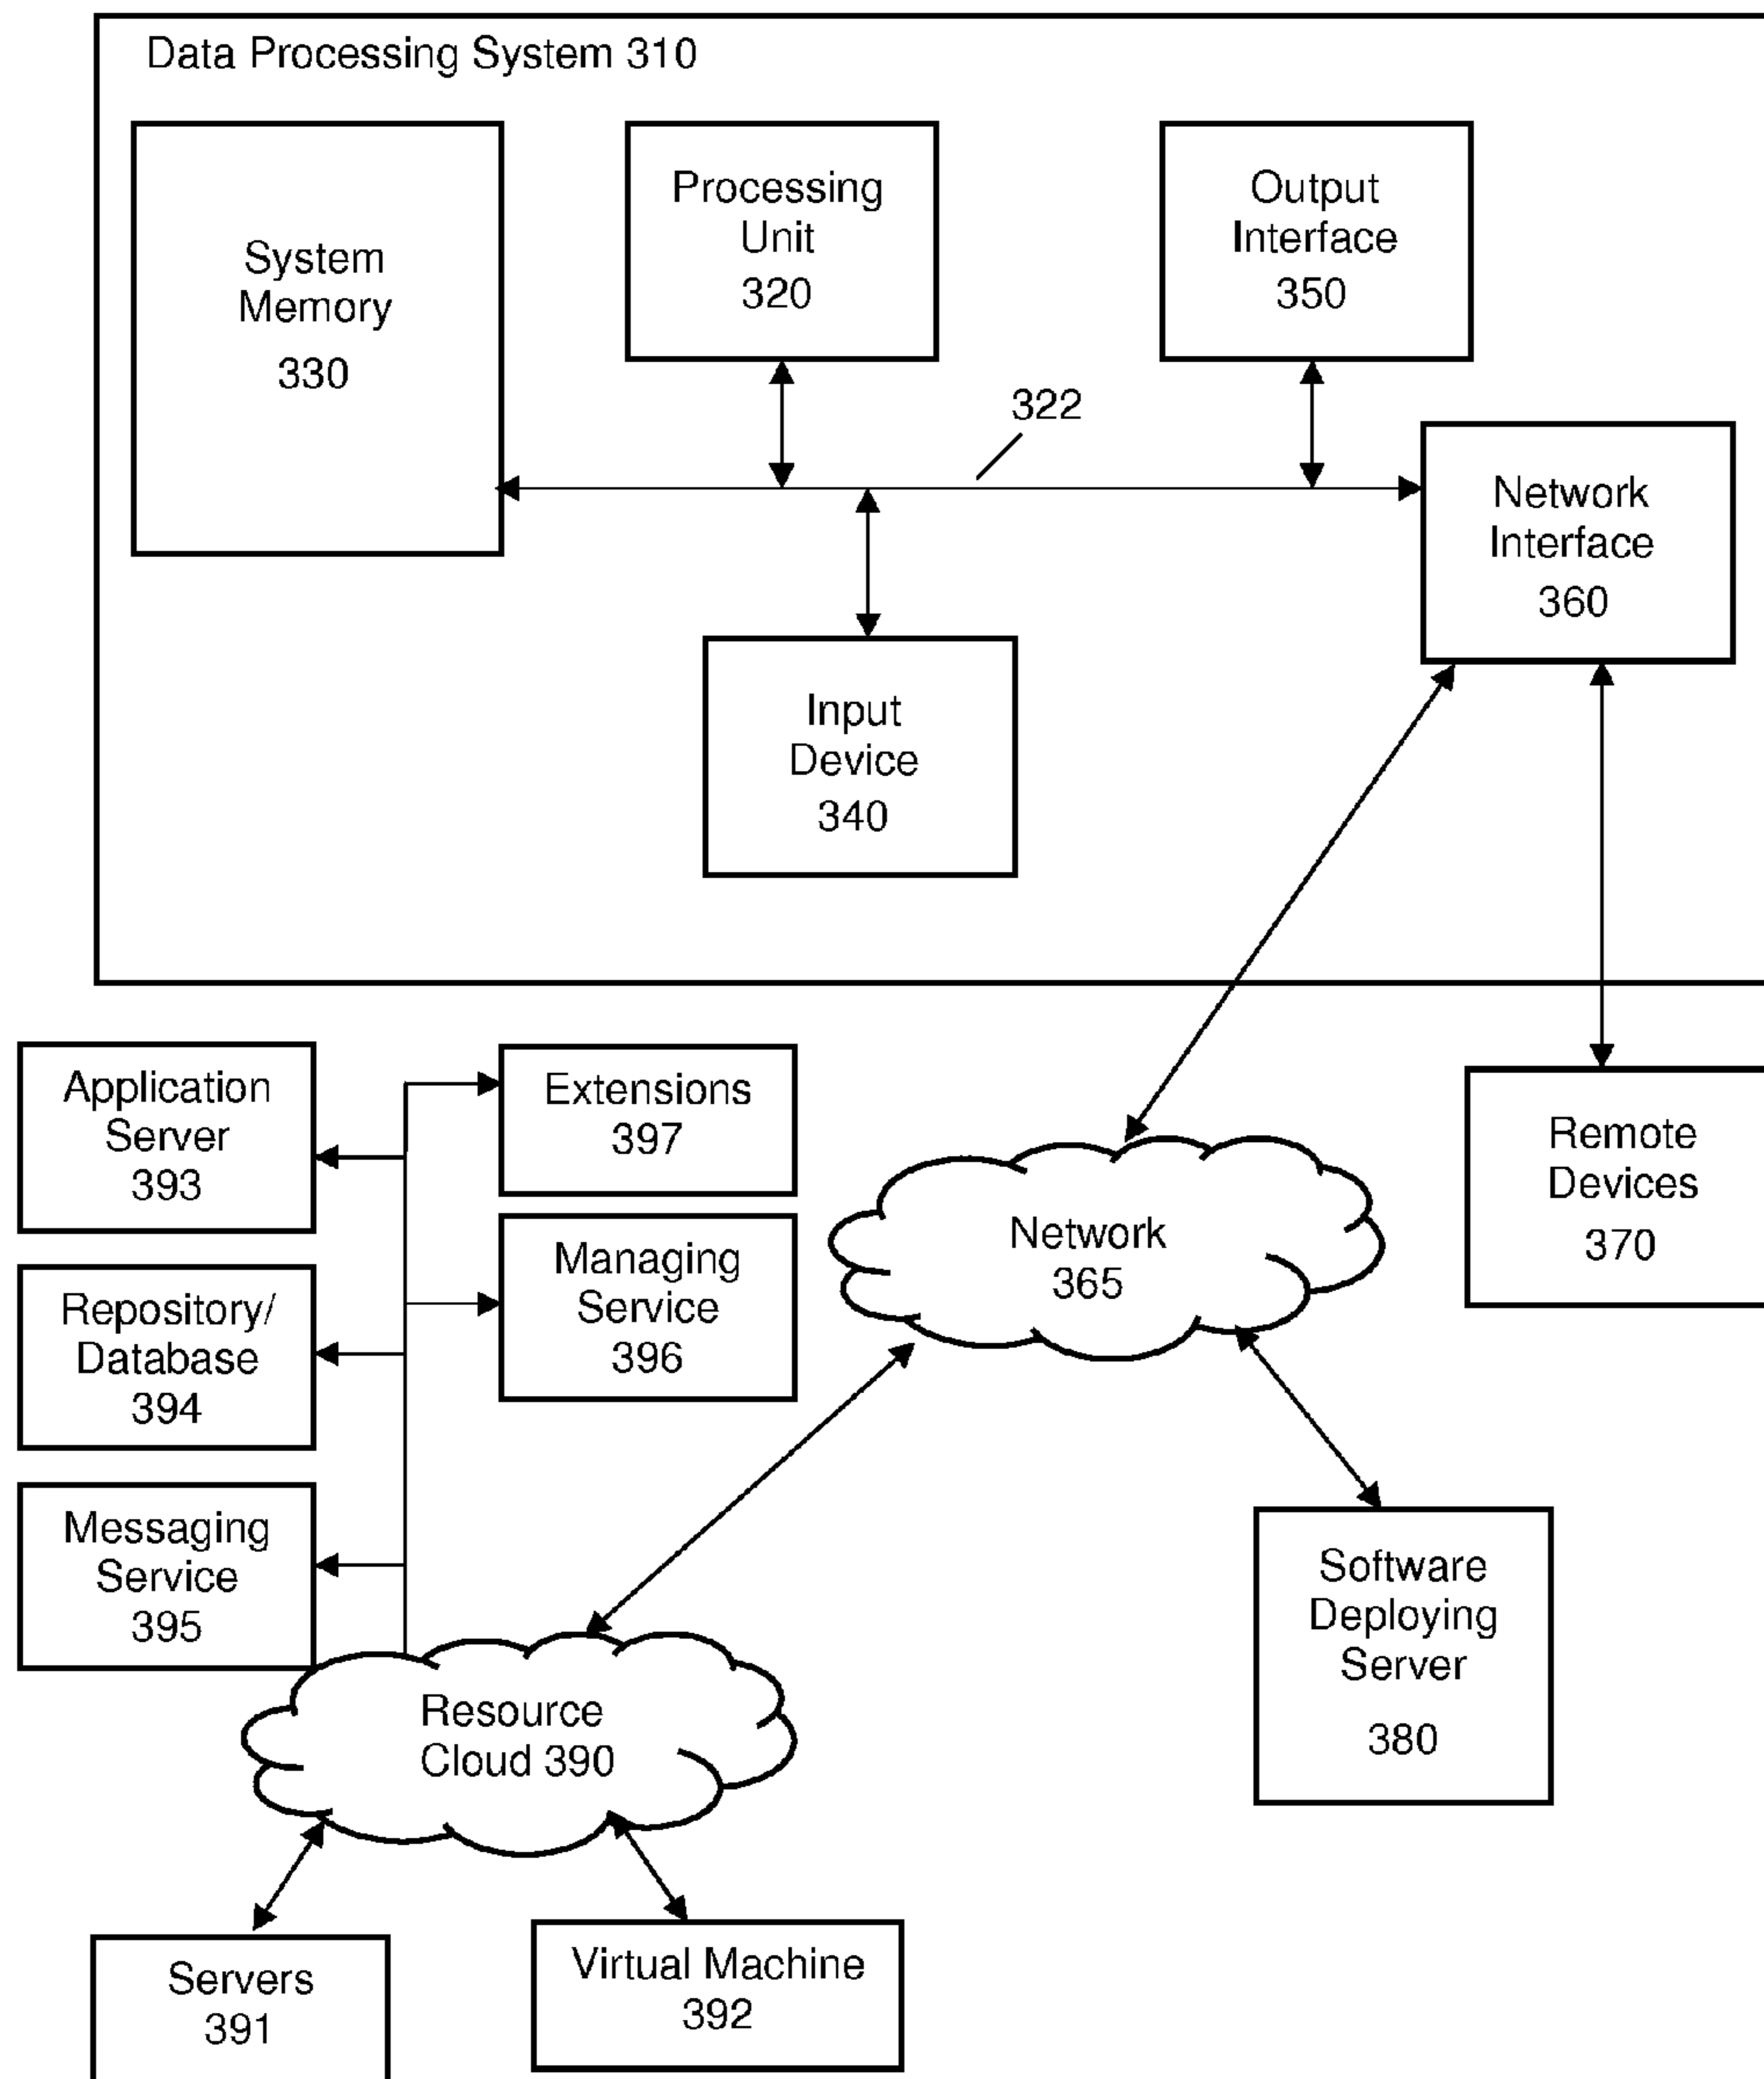 Data Processing System 310
System
Memory
330
Processing
Unit
320
Output
Interface
350
322
Network
Interface
360
Input
Device
340
Application
Server
393
Extensions
397
Repository/
Database
394
Managing
Service
396
Messaging
Service
395
Network
365
Remote
Devices
370
Software
Deploying
Server
380
Resource
Cloud 390
Servers
391
Virtual Machine
392